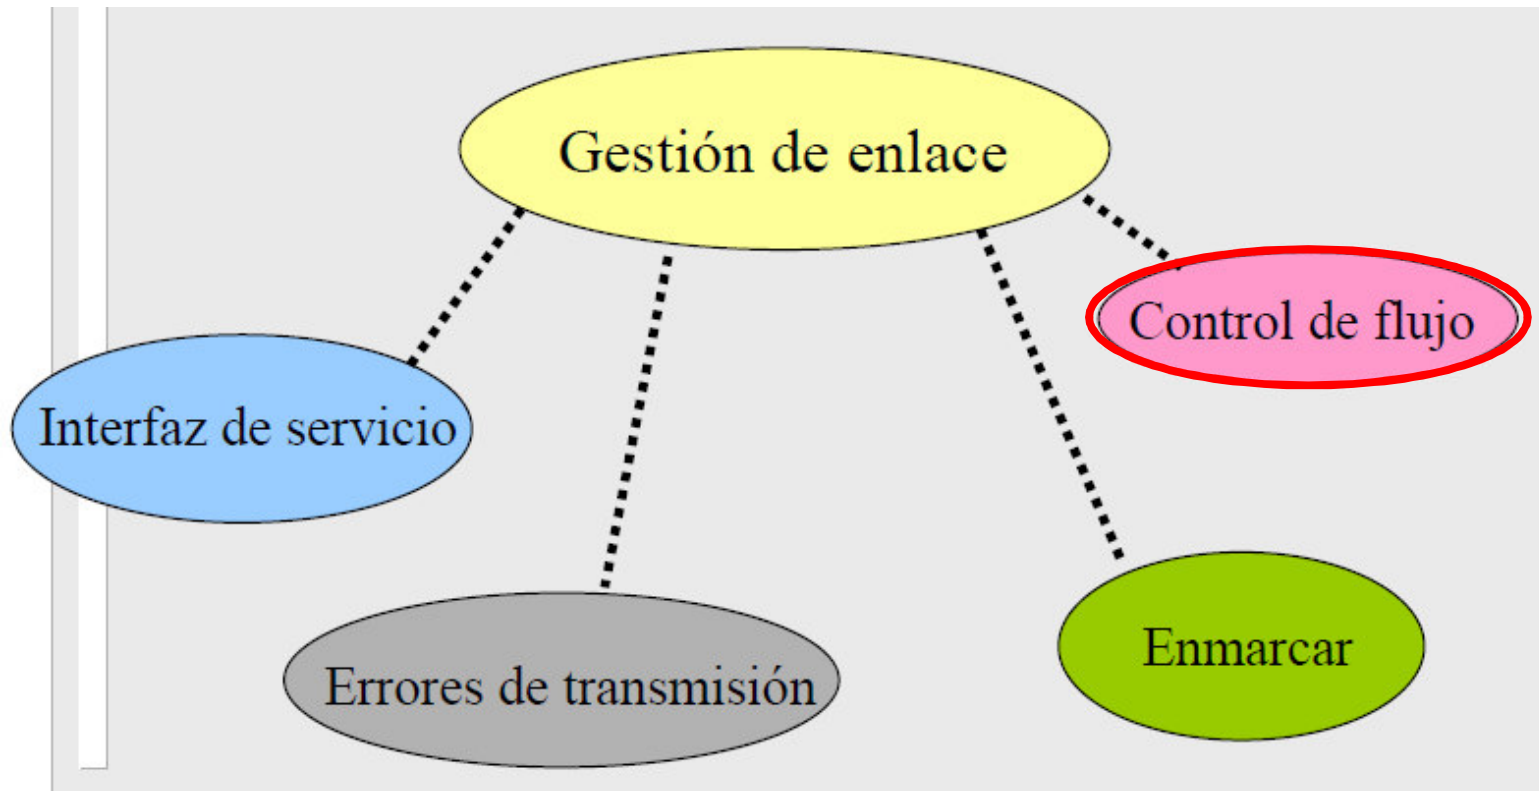 Gestión de enlace
Control de flujo
Interfaz de servicio
Enmarcar
Errores de transmisión